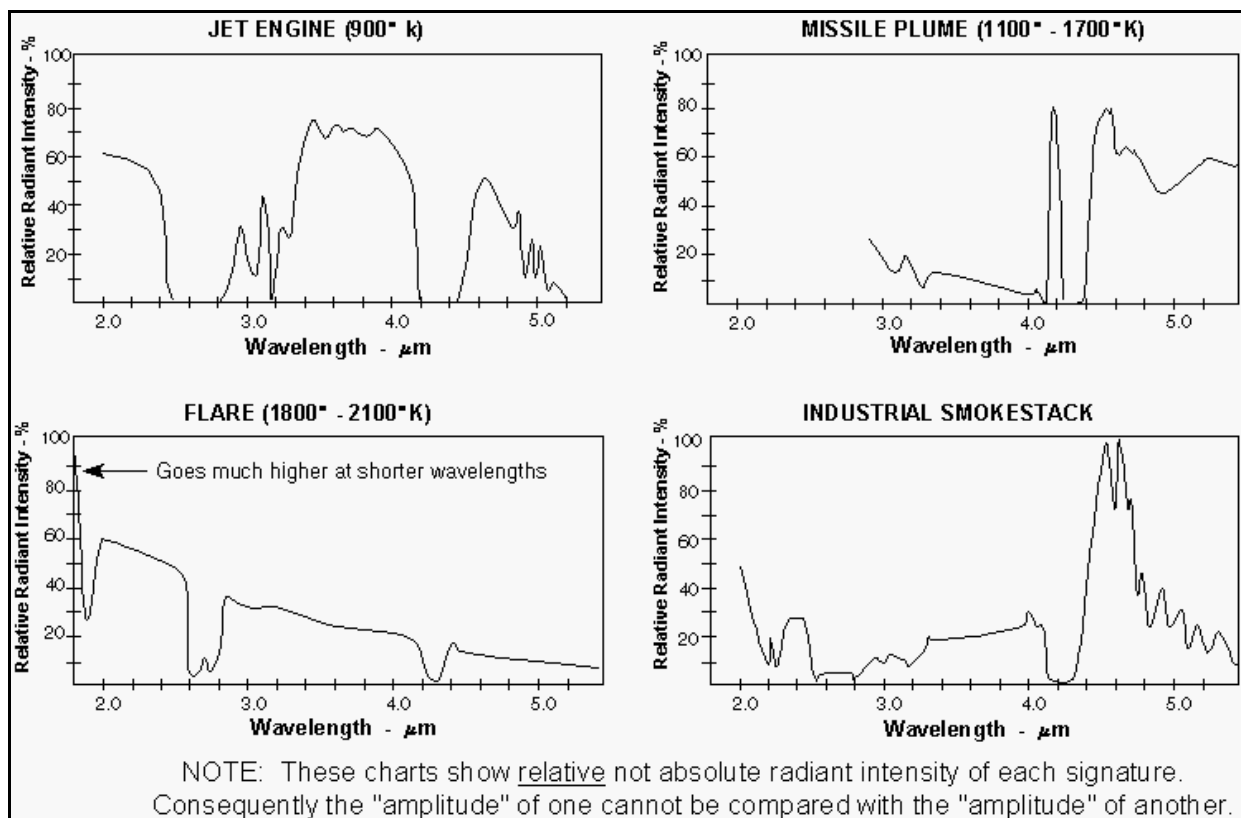 JET ENGINE (900° k)
Relative Radiant Intensity - %
100
80
60
40
20
2.0 3.0 4.0 5.0
Wavelength - μm
MISSILE PLUME (1100° - 1700°K)
Relative Radiant Intensity - %
100
80
60
40
20
2.0 3.0 4.0 5.0
Wavelength - μm
FLARE (1800° - 2100°K)
Relative Radiant Intensity - %
100
80
60
40
20
Goes much higher at shorter wavelengths
2.0 3.0 4.0 5.0
Wavelength - μm
INDUSTRIAL SMOKESTACK
Relative Radiant Intensity - %
100
80
60
40
20
2.0 3.0 4.0 5.0
Wavelength - μm
NOTE: These charts show relative not absolute radiant intensity of each signature.
Consequently the "amplitude" of one cannot be compared with the "amplitude" of another.